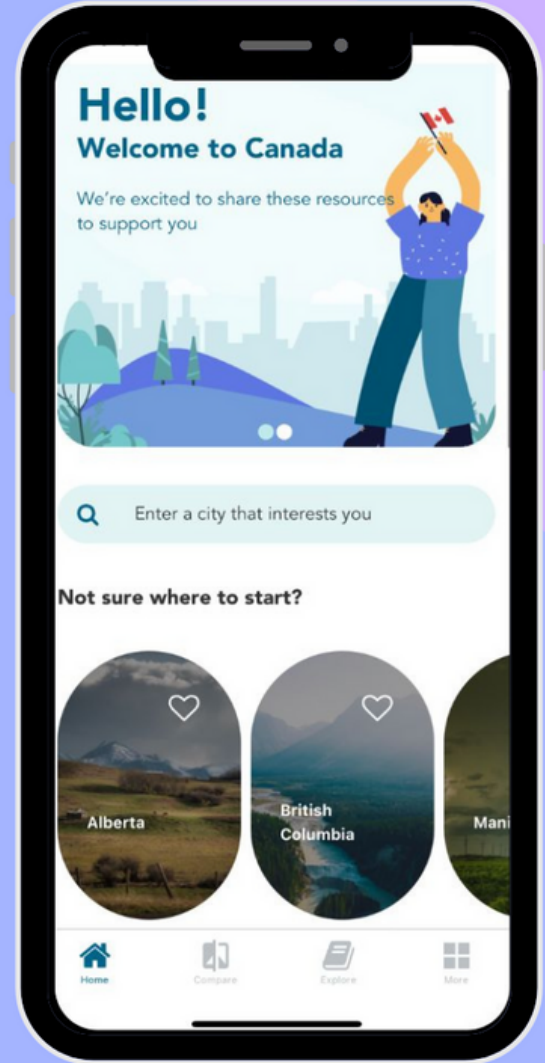 Hello!
Welcome to Canada
We're excited to share these resources
to support you
Enter a city that interests you
Not sure where to start?
Alberta
British
Columbia
Mani
Home
Compare
Explore
More